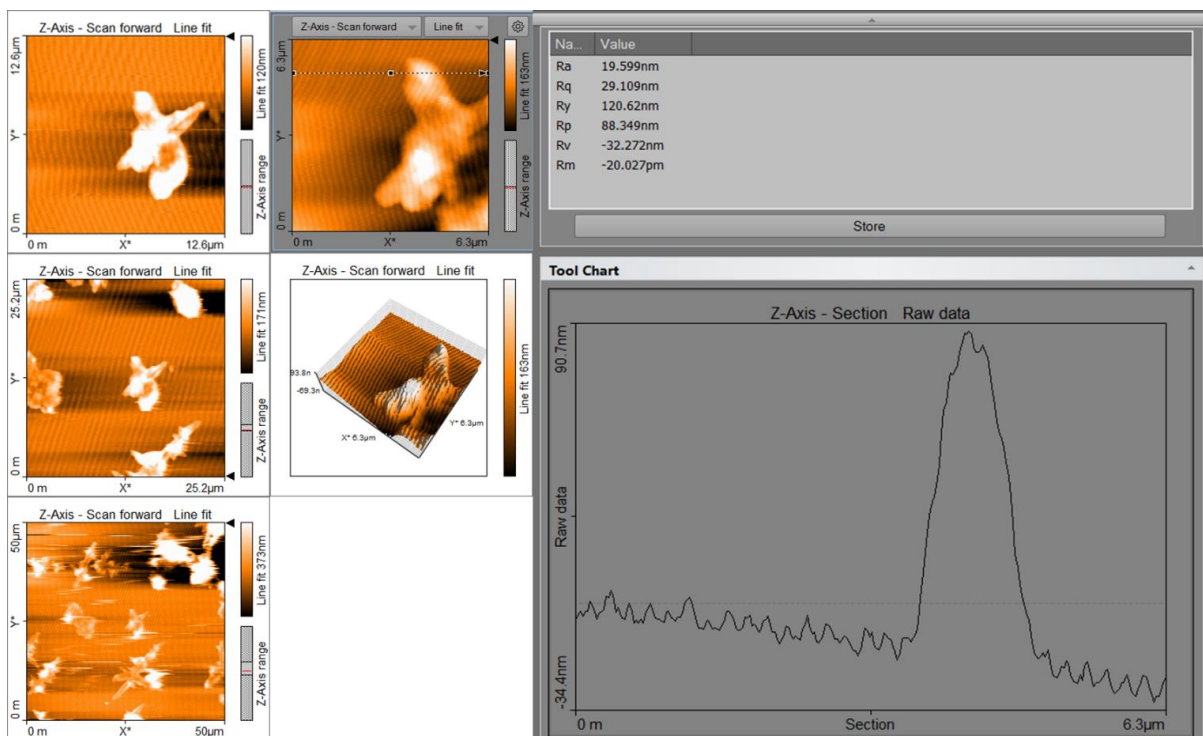 Z-Axis - Scan forward Line fit
12.6µm
Y*
0 m
0 m X* 12.6µm
Line fit 120nm
Z-Axis range
Z-Axis - Scan forward Line fit
6.3µm
Y*
0 m
0 m X* 6.3µm
Line fit 163nm
Z-Axis range
Z-Axis - Scan forward Line fit
25.2µm
Y*
0 m
0 m X* 25.2µm
Line fit 171nm
Z-Axis range
Z-Axis - Scan forward Line fit
93.8n
-69.3n
X* 6.3µm
Y* 6.3µm
Line fit 163nm
Z-Axis - Scan forward Line fit
50µm
Y*
0 m
0 m X* 50µm
Line fit 373nm
Z-Axis range
Na... Value
Ra 19.599nm
Rq 29.109nm
Ry 120.62nm
Rp 88.349nm
Rv -32.272nm
Rm -20.027pm
Store
Tool Chart
Z-Axis - Section Raw data
90.7nm
Raw data
-34.4nm
0 m Section 6.3µm